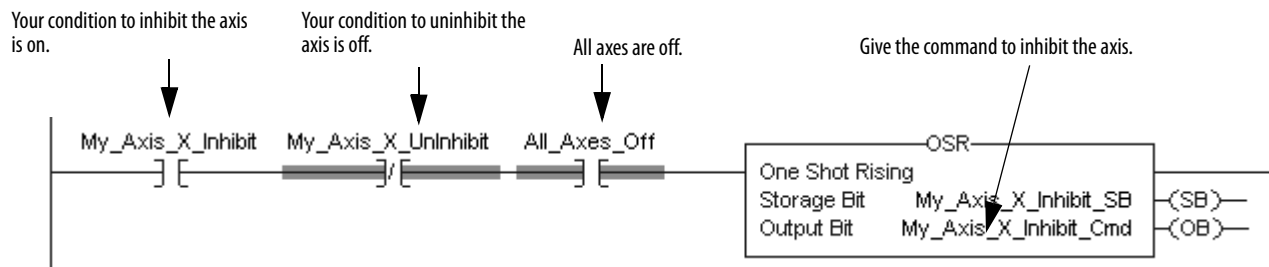 Your condition to inhibit the axis
is on.
Your condition to uninhibit the
axis is off.
All axes are off.
Give the command to inhibit the axis.
My_Axis_X_Inhibit
My_Axis_X_UnInhibit
All_Axes_Off
OSR
One Shot Rising
Storage Bit My_Axis_X_Inhibit_SB
(SB)
Output Bit My_Axis_X_Inhibit_Cmd
(OB)